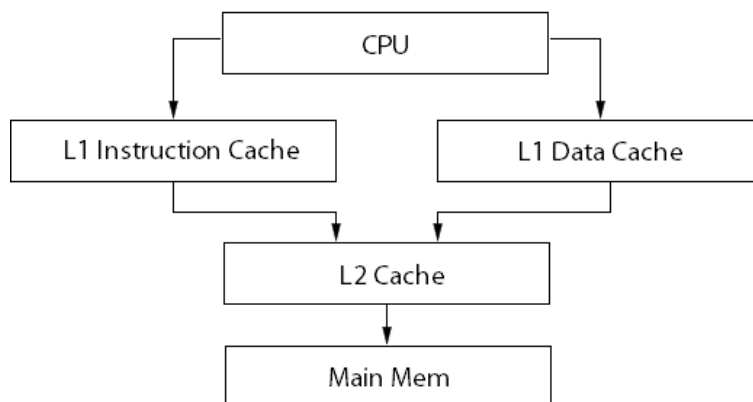 CPU
L1 Instruction Cache
L1 Data Cache
L2 Cache
Main Mem